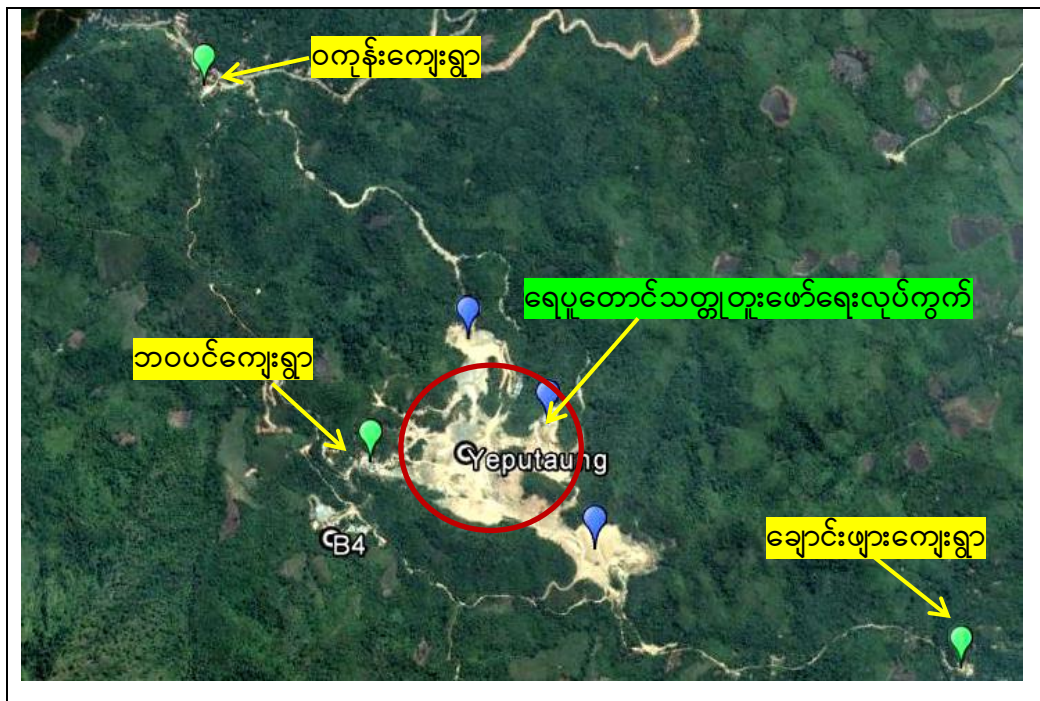 ဝကုန်းကျေးရွာ
ရေပူတောင်သတ္တုတူးဖော်ရေးလုပ်ကွက်
ဘဝပင်ကျေးရွာ
Yeputaung
B4
ချောင်းဖျားကျေးရွာ